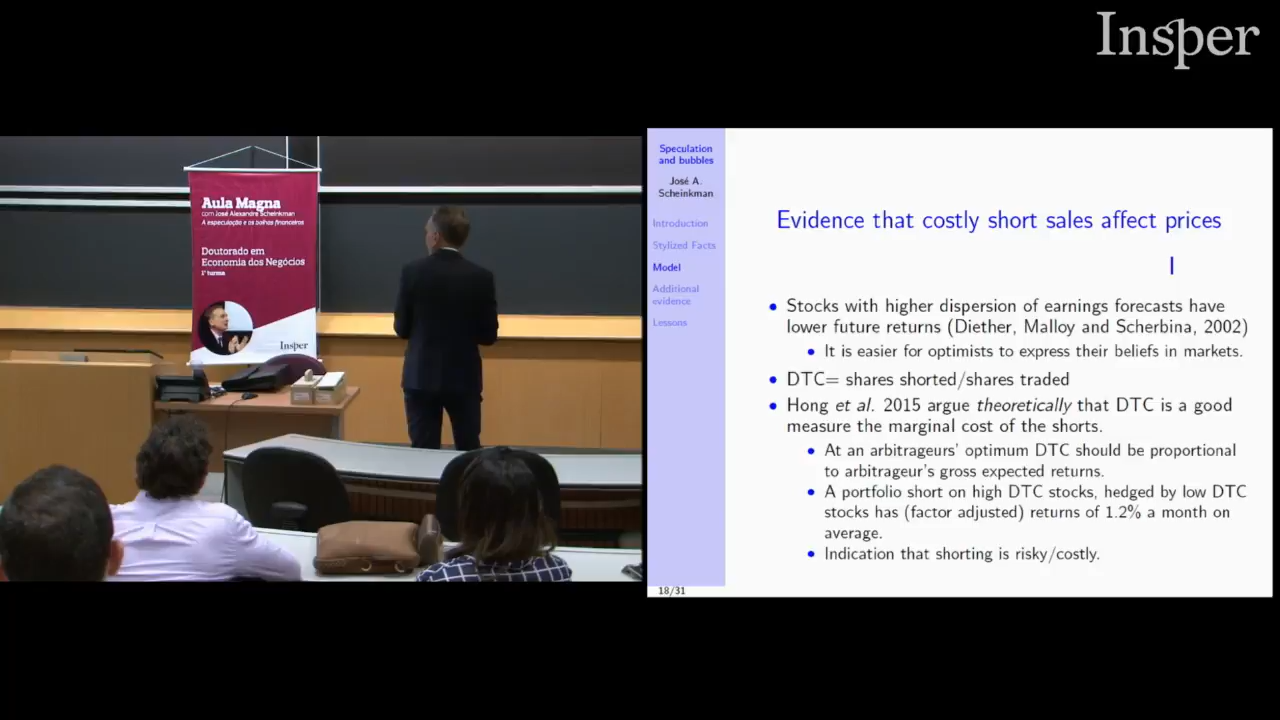 Insper
Aula Magna
com José Alexandre Scheinkman
A especulação e as bolhas financeiras
Doutorado em
Economia dos Negócios
1ª turma
Insper
Speculation
and bubbles
José A.
Scheinkman
Introduction
Stylized Facts
Model
Additional
evidence
Lessons
Evidence that costly short sales affect prices
I
• Stocks with higher dispersion of earnings forecasts have
lower future returns (Diether, Malloy and Scherbina, 2002)
• It is easier for optimists to express their beliefs in markets.
• DTC= shares shorted/shares traded
• Hong et al. 2015 argue theoretically that DTC is a good
measure the marginal cost of the shorts.
• At an arbitrageurs' optimum DTC should be proportional
to arbitrageur's gross expected returns.
• A portfolio short on high DTC stocks, hedged by low DTC
stocks has (factor adjusted) returns of 1.2% a month on
average.
• Indication that shorting is risky/costly.
18/31